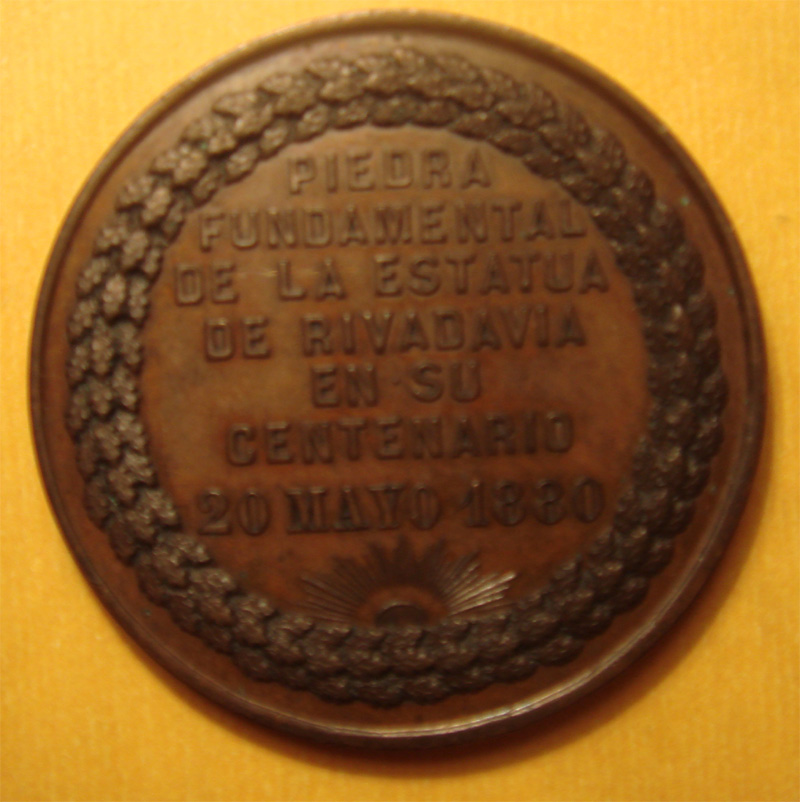 PIEDRA
FUNDAMENTAL
DE LA ESTATUA
DE RIVADAVIA
EN SU
CENTENARIO
20 MAYO 1880